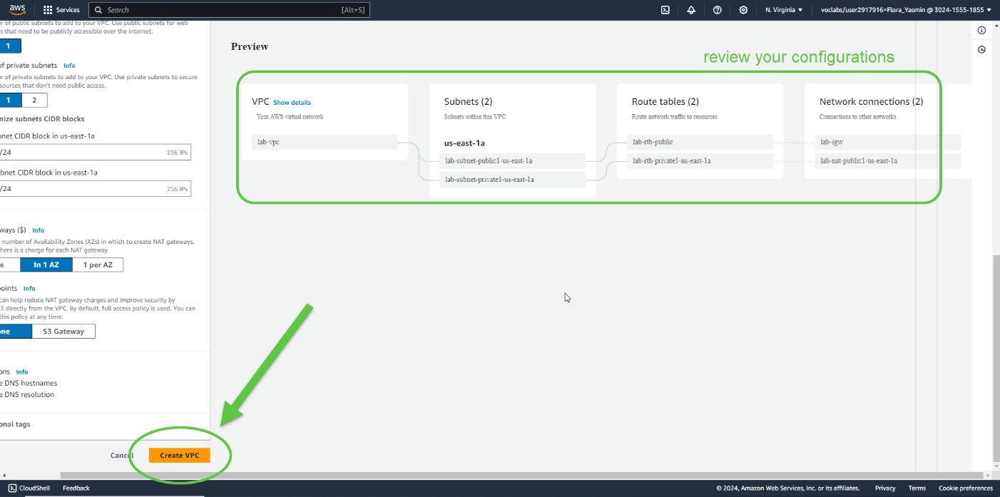 aws
Services
Search
[Alt+S]
N. Virginia
voclabs/user2917916=Flora_Yasmin @ 3024-1555-1855
er of public subnets to add to your VPC. Use public subnets for web
s that need to be publicly accessible over the internet.
1
of private subnets Info
er of private subnets to add to your VPC. Use private subnets to secure
sources that don't need public access.
1 2
mize subnets CIDR blocks
bnet CIDR block in us-east-1a
/24 256 IPs
bnet CIDR block in us-east-1a
/24 256 IPs
ways ($) Info
number of Availability Zones (AZs) in which to create NAT gateways.
here is a charge for each NAT gateway
e In 1 AZ 1 per AZ
oints Info
can help reduce NAT gateway charges and improve security by
S3 directly from the VPC. By default, full access policy is used. You can
this policy at any time.
ne S3 Gateway
ons Info
e DNS hostnames
e DNS resolution
onal tags
Cancel Create VPC
Preview
review your configurations
VPC Show details
Your AWS virtual network
lab-vpc
Subnets (2)
Subnets within this VPC
us-east-1a
lab-subnet-public1-us-east-1a
lab-subnet-private1-us-east-1a
Route tables (2)
Route network traffic to resources
lab-rtb-public
lab-rtb-private1-us-east-1a
Network connections (2)
Connections to other networks
lab-igw
lab-nat-public1-us-east-1a
CloudShell Feedback
© 2024, Amazon Web Services, Inc. or its affiliates. Privacy Terms Cookie preferences